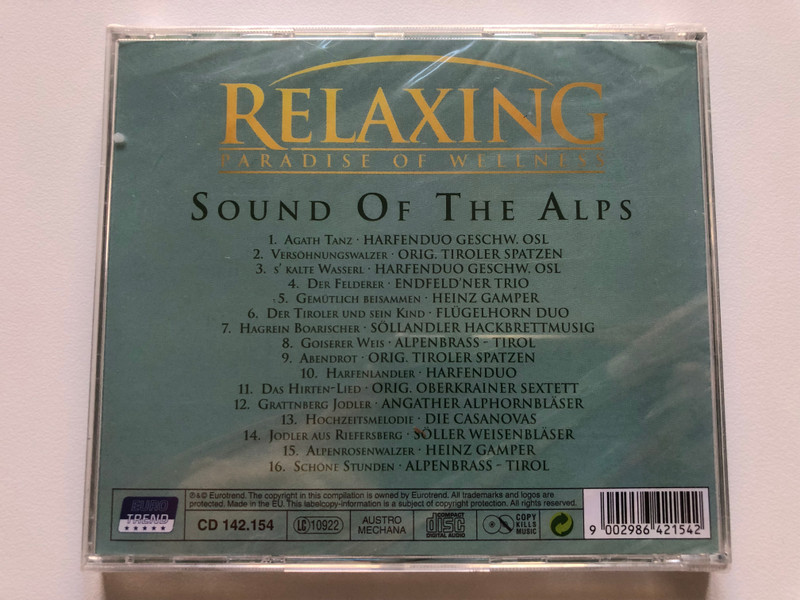 RELAXING
PARADISE OF WELLNESS
SOUND OF THE ALPS
1. AGATH TANZ · HARFENDUO GESCHW. OSL
2. VERSÖHNUNGSWALZER · ORIG. TIROLER SPATZEN
3. S' KALTE WASSERL · HARFENDUO GESCHW. OSL
4. DER FELDERER · ENDFELD'NER TRIO
5. GEMÜTLICH BEISAMMEN · HEINZ GAMPER
6. DER TIROLER UND SEIN KIND · FLÜGELHORN DUO
7. HAGREIN BOARISCHER · SÖLLANDLER HACKBRETTMUSIG
8. GOISERER WEIS · ALPENBRASS - TIROL
9. ABENDROT · ORIG. TIROLER SPATZEN
10. HARFENLANDLER · HARFENDUO
11. DAS HIRTEN-LIED · ORIG. OBERKRAINER SEXTETT
12. GRATTNBERG JODLER · ANGATHER ALPHORNBLÄSER
13. HOCHZEITSMELODIE · DIE CASANOVAS
14. JODLER AUS RIEFERSBERG · SÖLLER WEISENBLÄSER
15. ALPENROSENWALZER · HEINZ GAMPER
16. SCHÖNE STUNDEN · ALPENBRASS - TIROL
EURO TREND
℗&© Eurotrend. The copyright in this compilation is owned by Eurotrend. All trademarks and logos are
protected. Made in the EU. This labelcopy-information is a subject of copyright protection. All rights reserved.
CD 142.154
LC 10922
AUSTRO MECHANA
COMPACT disc DIGITAL AUDIO
COPY KILLS MUSIC
9 002986 421542